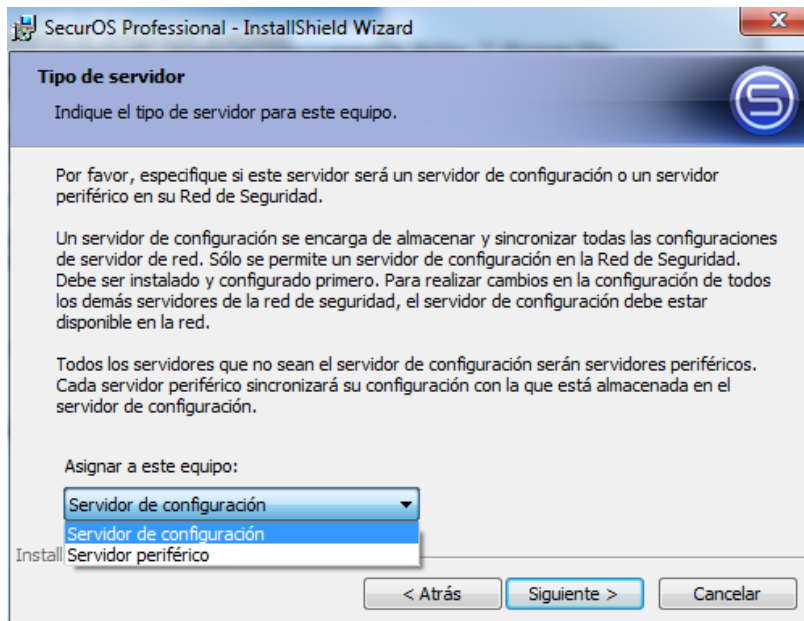 SecurOS Professional - InstallShield Wizard
Tipo de servidor
Indique el tipo de servidor para este equipo.
Por favor, especifique si este servidor será un servidor de configuración o un servidor
periférico en su Red de Seguridad.
Un servidor de configuración se encarga de almacenar y sincronizar todas las configuraciones
de servidor de red. Sólo se permite un servidor de configuración en la Red de Seguridad.
Debe ser instalado y configurado primero. Para realizar cambios en la configuración de todos
los demás servidores de la red de seguridad, el servidor de configuración debe estar
disponible en la red.
Todos los servidores que no sean el servidor de configuración serán servidores periféricos.
Cada servidor periférico sincronizará su configuración con la que está almacenada en el
servidor de configuración.
Asignar a este equipo:
Servidor de configuración
Servidor de configuración
Install Servidor periférico
< Atrás Siguiente > Cancelar